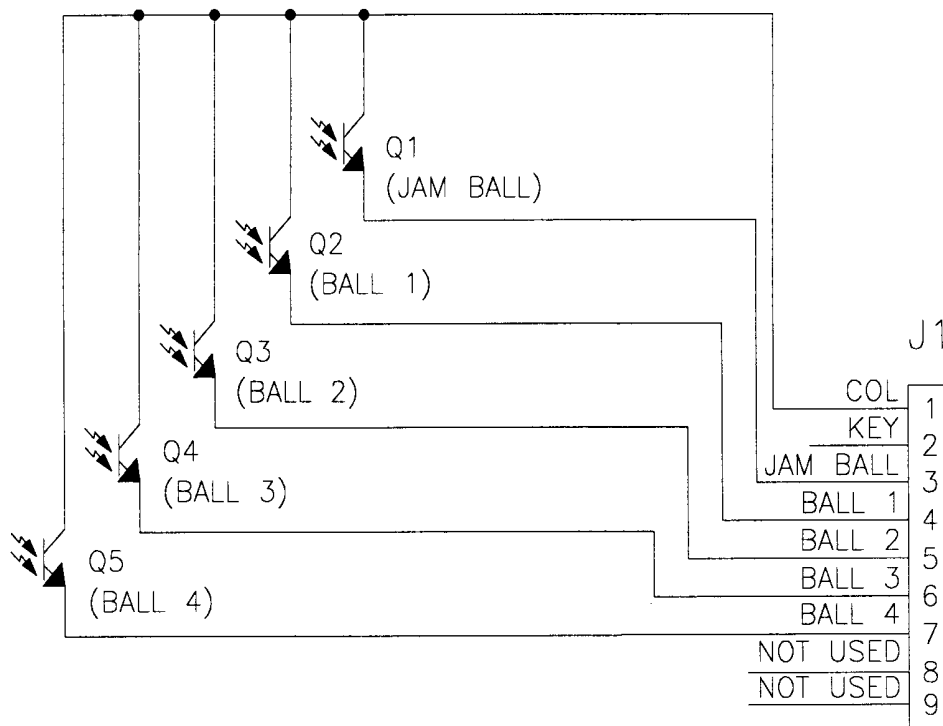 Q1
(JAM BALL)
Q2
(BALL 1)
Q3
(BALL 2)
Q4
(BALL 3)
Q5
(BALL 4)
J1
COL 1
KEY 2
JAM BALL 3
BALL 1 4
BALL 2 5
BALL 3 6
BALL 4 7
NOT USED 8
NOT USED 9